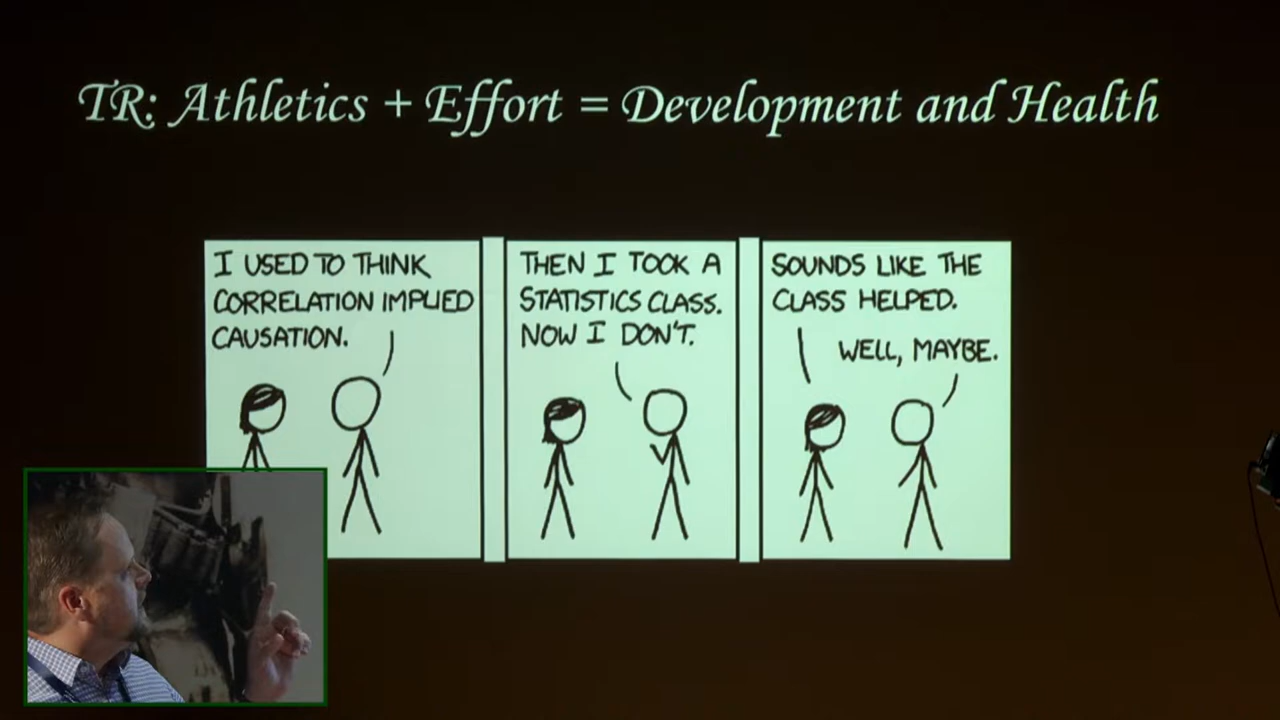 TR: Athletics + Effort = Development and Health
I USED TO THINK
CORRELATION IMPLIED
CAUSATION.
THEN I TOOK A
STATISTICS CLASS.
NOW I DON'T.
SOUNDS LIKE THE
CLASS HELPED.
WELL, MAYBE.